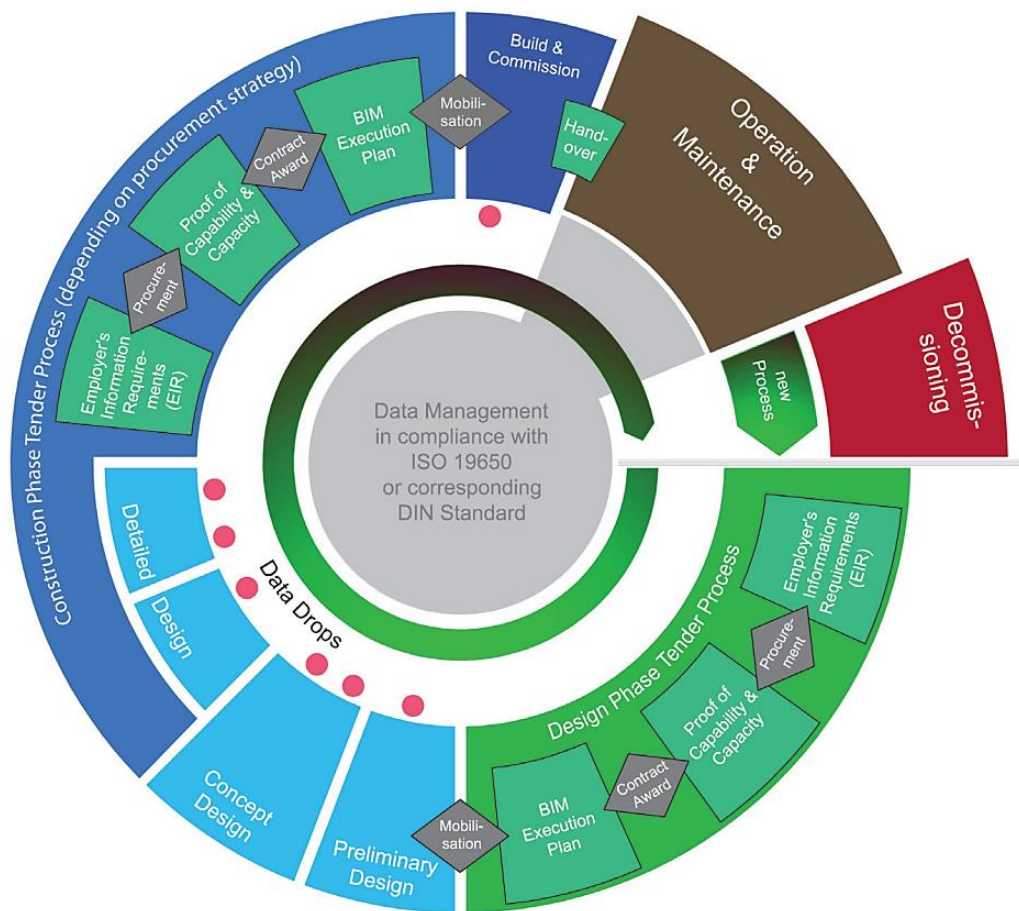 Build &
Commission
Operation
&
Maintenance
Hand-
over
Mobili-
sation
BIM
Execution
Plan
Contract
Award
Proof of
Capability &
Capacity
Procure-
ment
Employer's
Information
Require-
ments
(EIR)
Construction Phase Tender Process (depending on procurement strategy)
Decommis-
sioning
new
Process
Data Management
in compliance with
ISO 19650
or corresponding
DIN Standard
Detailed
Design
Data Drops
Concept
Design
Preliminary
Design
Mobili-
sation
BIM
Execution
Plan
Contract
Award
Proof of
Capability &
Capacity
Procure-
ment
Employer's
Information
Requirements
(EIR)
Design Phase Tender Process